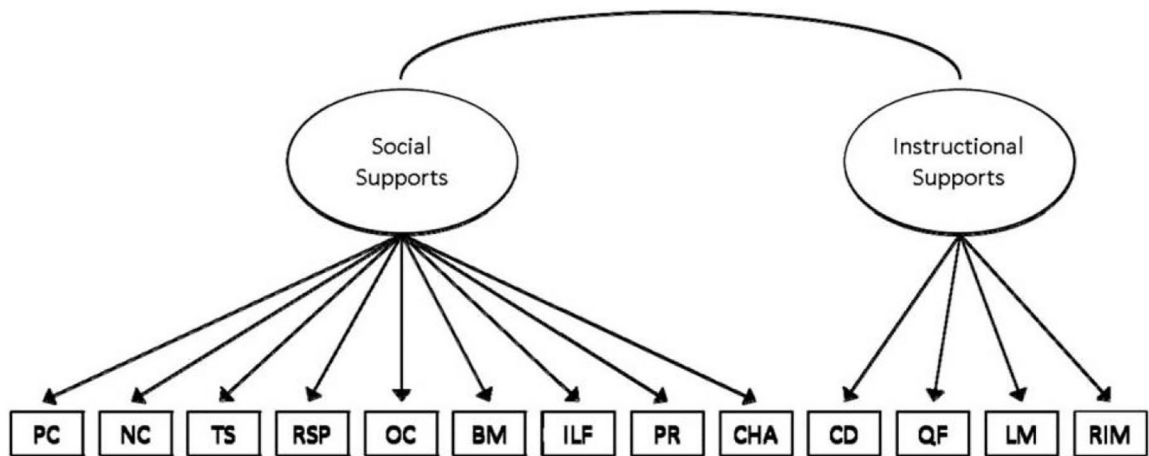 Social
Supports
Instructional
Supports
PC NC TS RSP OC BM ILF PR CHA CD QF LM RIM